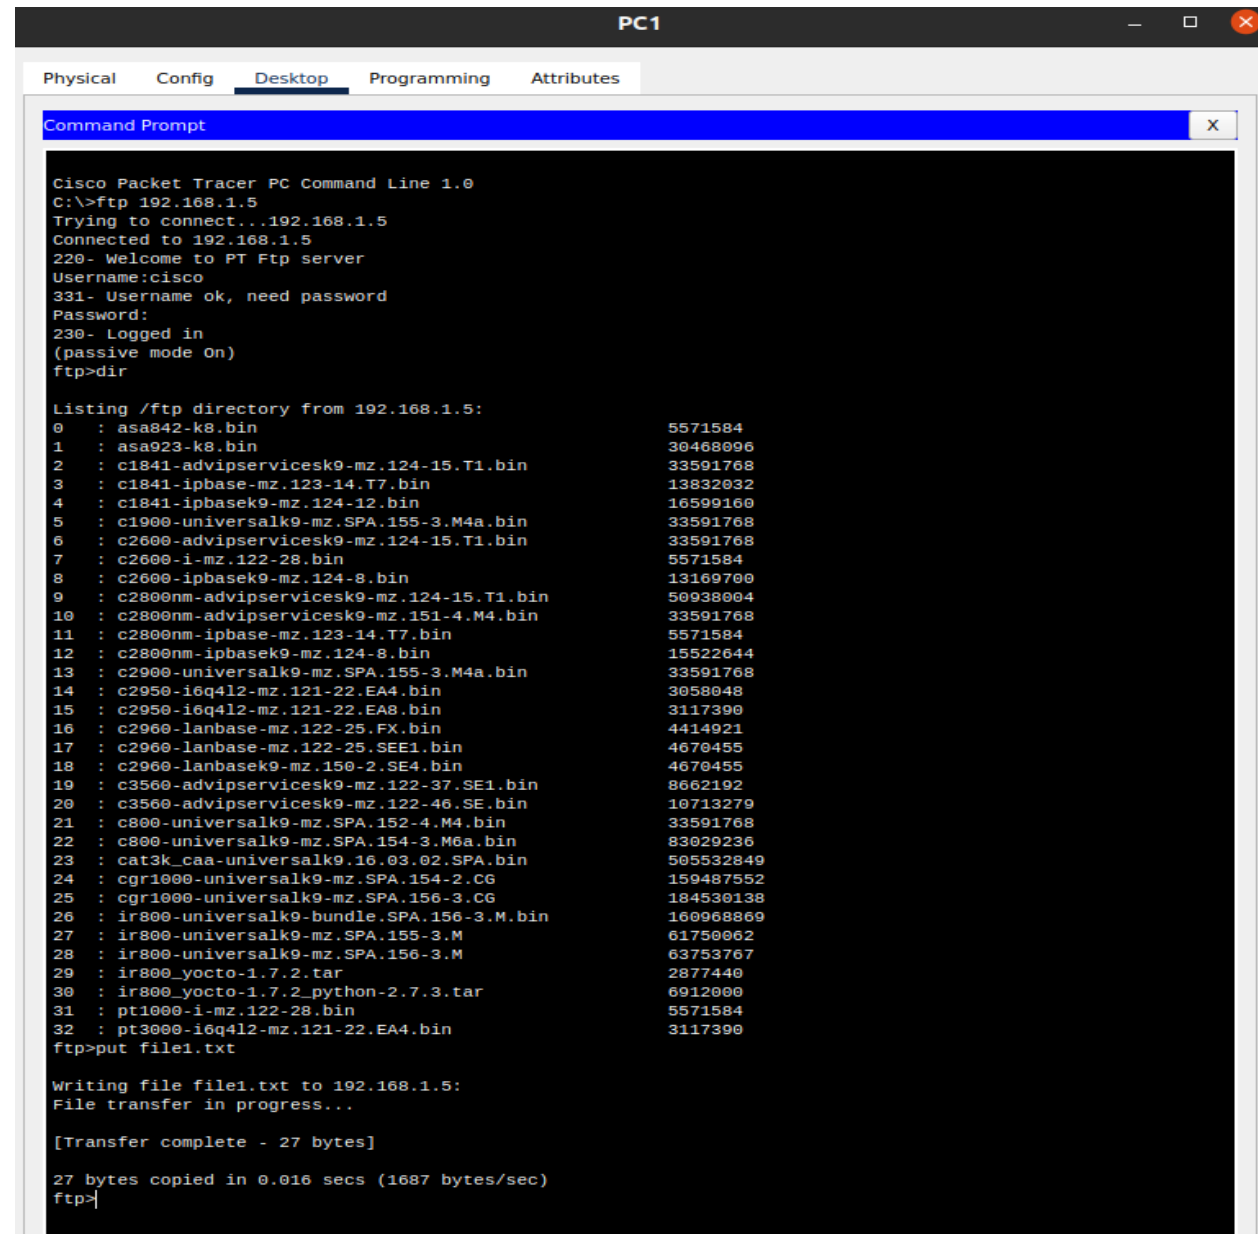 PC1
Physical Config Desktop Programming Attributes
Command Prompt X
Cisco Packet Tracer PC Command Line 1.0
C:\>ftp 192.168.1.5
Trying to connect...192.168.1.5
Connected to 192.168.1.5
220- Welcome to PT Ftp server
Username:cisco
331- Username ok, need password
Password:
230- Logged in
(passive mode On)
ftp>dir
Listing /ftp directory from 192.168.1.5:
0 : asa842-k8.bin 5571584
1 : asa923-k8.bin 30468096
2 : c1841-advipservicesk9-mz.124-15.T1.bin 33591768
3 : c1841-ipbase-mz.123-14.T7.bin 13832032
4 : c1841-ipbasek9-mz.124-12.bin 16599160
5 : c1900-universalk9-mz.SPA.155-3.M4a.bin 33591768
6 : c2600-advipservicesk9-mz.124-15.T1.bin 33591768
7 : c2600-i-mz.122-28.bin 5571584
8 : c2600-ipbasek9-mz.124-8.bin 13169700
9 : c2800nm-advipservicesk9-mz.124-15.T1.bin 50938004
10 : c2800nm-advipservicesk9-mz.151-4.M4.bin 33591768
11 : c2800nm-ipbase-mz.123-14.T7.bin 5571584
12 : c2800nm-ipbasek9-mz.124-8.bin 15522644
13 : c2900-universalk9-mz.SPA.155-3.M4a.bin 33591768
14 : c2950-i6q4l2-mz.121-22.EA4.bin 3058048
15 : c2950-i6q4l2-mz.121-22.EA8.bin 3117390
16 : c2960-lanbase-mz.122-25.FX.bin 4414921
17 : c2960-lanbase-mz.122-25.SEE1.bin 4670455
18 : c2960-lanbasek9-mz.150-2.SE4.bin 4670455
19 : c3560-advipservicesk9-mz.122-37.SE1.bin 8662192
20 : c3560-advipservicesk9-mz.122-46.SE.bin 10713279
21 : c800-universalk9-mz.SPA.152-4.M4.bin 33591768
22 : c800-universalk9-mz.SPA.154-3.M6a.bin 83029236
23 : cat3k_caa-universalk9.16.03.02.SPA.bin 505532849
24 : cgr1000-universalk9-mz.SPA.154-2.CG 159487552
25 : cgr1000-universalk9-mz.SPA.156-3.CG 184530138
26 : ir800-universalk9-bundle.SPA.156-3.M.bin 160968869
27 : ir800-universalk9-mz.SPA.155-3.M 61750062
28 : ir800-universalk9-mz.SPA.156-3.M 63753767
29 : ir800_yocto-1.7.2.tar 2877440
30 : ir800_yocto-1.7.2_python-2.7.3.tar 6912000
31 : pt1000-i-mz.122-28.bin 5571584
32 : pt3000-i6q4l2-mz.121-22.EA4.bin 3117390
ftp>put file1.txt
Writing file file1.txt to 192.168.1.5:
File transfer in progress...
[Transfer complete - 27 bytes]
27 bytes copied in 0.016 secs (1687 bytes/sec)
ftp>